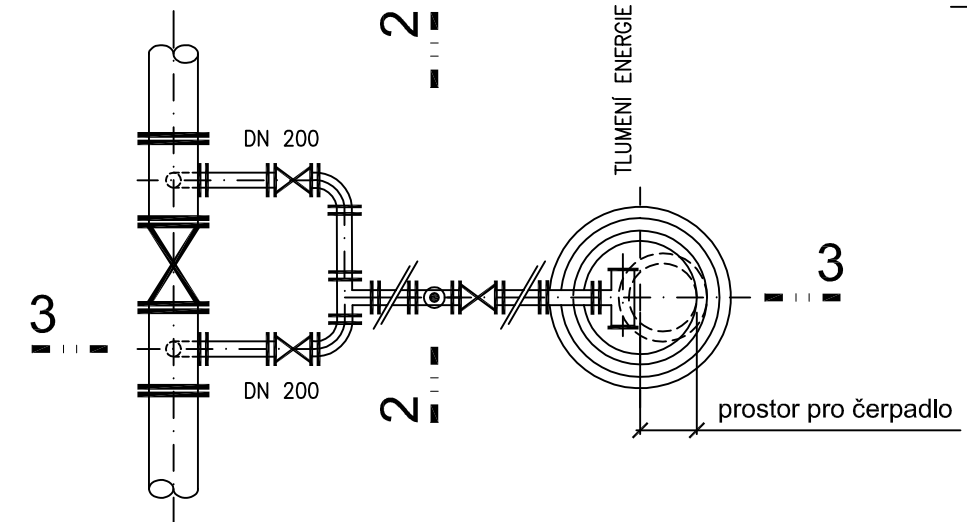 2
TLUMENÍ ENERGIE
DN 200
3
3
DN 200
2
prostor pro čerpadlo